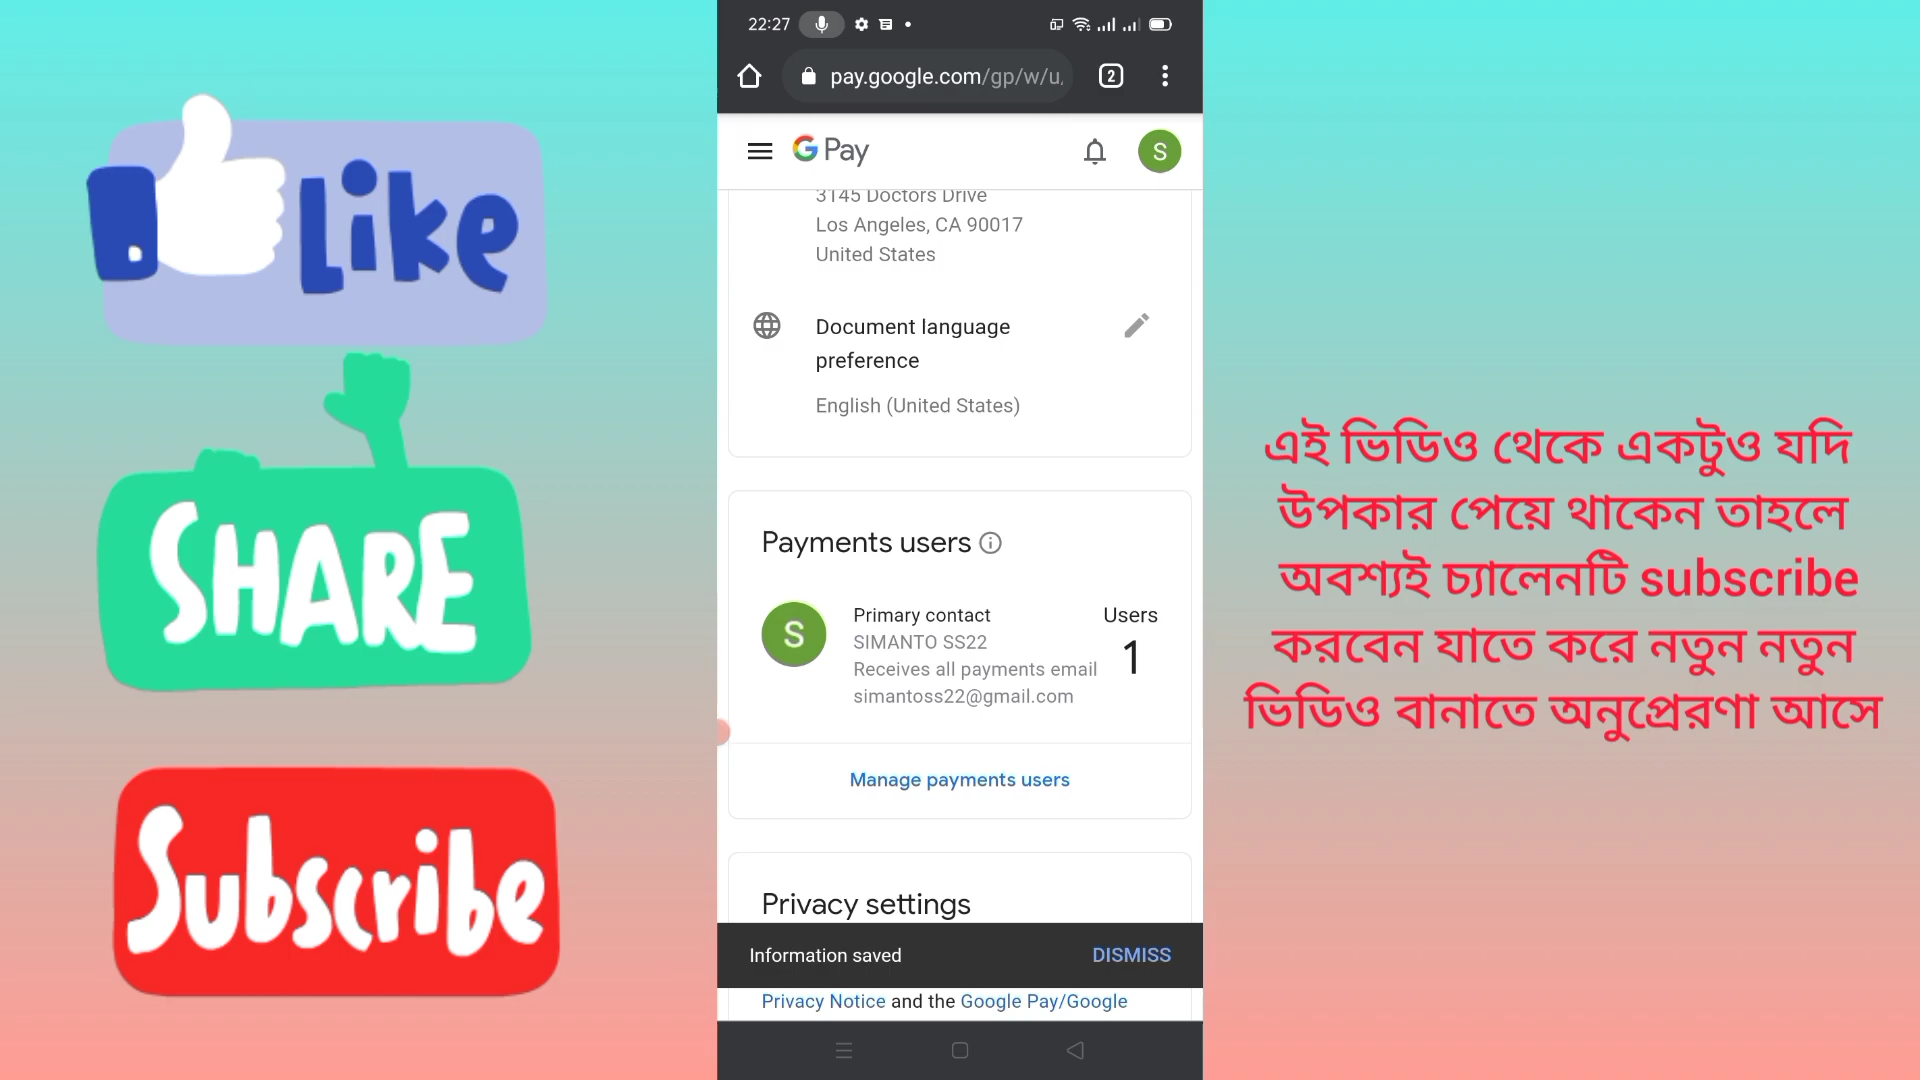 Like
SHARE
Subscribe
22:27
pay.google.com/gp/w/u,
2
G Pay
S
3145 Doctors Drive
Los Angeles, CA 90017
United States
Document language
preference
English (United States)
Payments users
S
Primary contact
SIMANTO SS22
Receives all payments email
simantoss22@gmail.com
Users
1
Manage payments users
Privacy settings
Information saved
DISMISS
Privacy Notice and the Google Pay/Google
এই ভিডিও থেকে একটুও যদি
উপকার পেয়ে থাকেন তাহলে
অবশ্যই চ্যালেনটি subscribe
করবেন যাতে করে নতুন নতুন
ভিডিও বানাতে অনুপ্রেরণা আসে